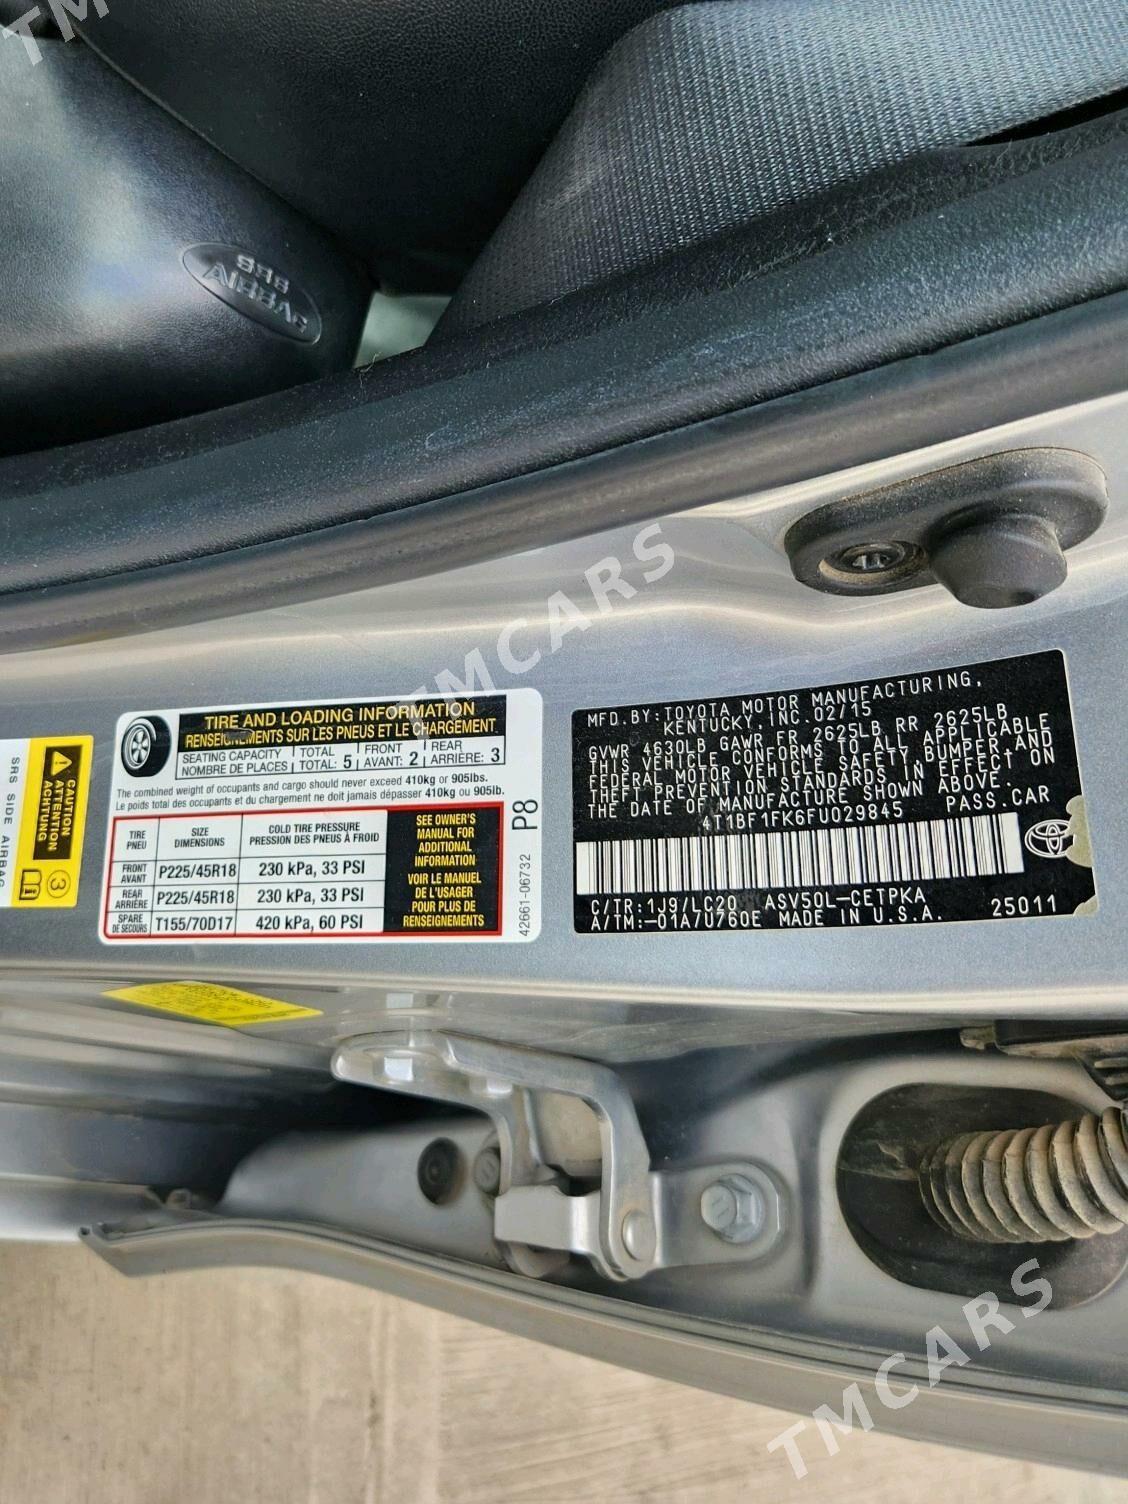 TMCARS
SRS
AIRBAG
TMCARS
MFD.BY:TOYOTA MOTOR MANUFACTURING,
KENTUCKY,INC.02/15
GVWR 4630LB GAWR FR 2625LB RR 2625LB
THIS VEHICLE CONFORMS TO ALL APPLICABLE
FEDERAL MOTOR VEHICLE SAFETY,BUMPER,AND
THEFT PREVENTION STANDARDS IN EFFECT ON
THE DATE OF MANUFACTURE SHOWN ABOVE.
4T1BF1FK6FU029845 PASS.CAR
C/TR:1J9/LC20 ASV50L-CETPKA
A/TM:-01A/U760E MADE IN U.S.A. 25011
TIRE AND LOADING INFORMATION
RENSEIGNEMENTS SUR LES PNEUS ET LE CHARGEMENT
SEATING CAPACITY TOTAL FRONT REAR
NOMBRE DE PLACES TOTAL: 5 AVANT: 2 ARRIÈRE: 3
The combined weight of occupants and cargo should never exceed 410kg or 905lbs.
Le poids total des occupants et du chargement ne doit jamais dépasser 410kg ou 905lb.
TIRE SIZE COLD TIRE PRESSURE
PNEU DIMENSIONS PRESSION DES PNEUS À FROID
FRONT AVANT P225/45R18 230 kPa, 33 PSI
REAR ARRIÈRE P225/45R18 230 kPa, 33 PSI
SPARE DE SECOURS T155/70D17 420 kPa, 60 PSI
SEE OWNER'S
MANUAL FOR
ADDITIONAL
INFORMATION
VOIR LE MANUEL
DE L'USAGER
POUR PLUS DE
RENSEIGNEMENTS
42661-06732 P8
CAUTION
ATTENTION
ACHTUNG
3
SRS SIDE AIRBAG
TMCARS